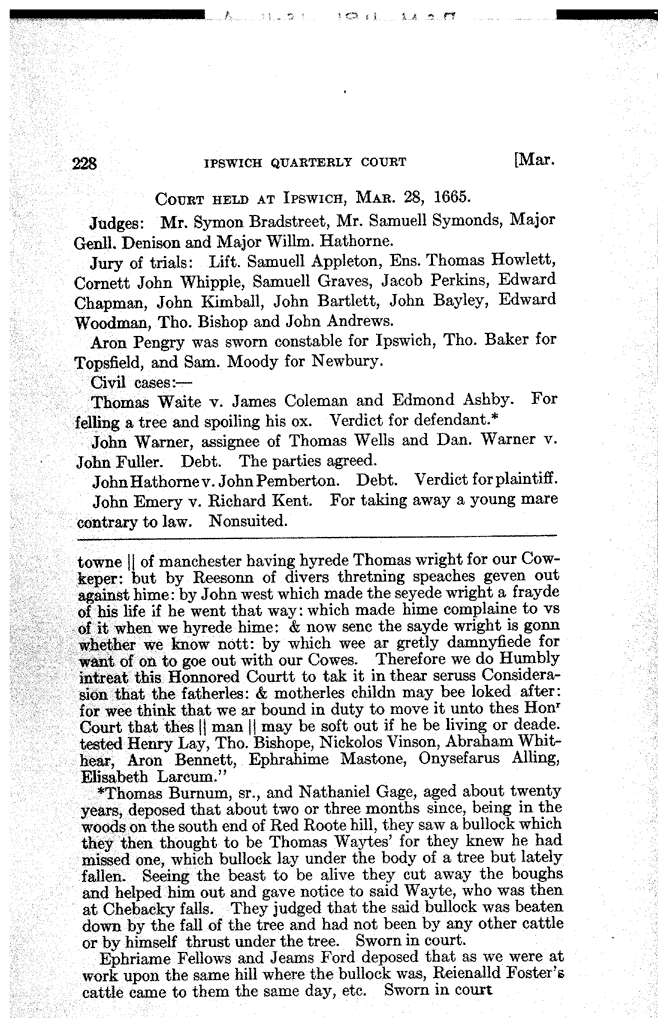 228 IPSWICH QUARTERLY COURT [Mar.
COURT HELD AT IPSWICH, MAR. 28, 1665.
Judges: Mr. Symon Bradstreet, Mr. Samuell Symonds, Major
Genll. Denison and Major Willm. Hathorne.
Jury of trials: Lift. Samuell Appleton, Ens. Thomas Howlett,
Cornett John Whipple, Samuell Graves, Jacob Perkins, Edward
Chapman, John Kimball, John Bartlett, John Bayley, Edward
Woodman, Tho. Bishop and John Andrews.
Aron Pengry was sworn constable for Ipswich, Tho. Baker for
Topsfield, and Sam. Moody for Newbury.
Civil cases:—
Thomas Waite v. James Coleman and Edmond Ashby. For
felling a tree and spoiling his ox. Verdict for defendant.*
John Warner, assignee of Thomas Wells and Dan. Warner v.
John Fuller. Debt. The parties agreed.
John Hathorne v. John Pemberton. Debt. Verdict for plaintiff.
John Emery v. Richard Kent. For taking away a young mare
contrary to law. Nonsuited.
towne || of manchester having hyrede Thomas wright for our Cow-
keper: but by Reesonn of divers thretning speaches geven out
against hime: by John west which made the seyede wright a frayde
of his life if he went that way: which made hime complaine to vs
of it when we hyrede hime: & now senc the sayde wright is gonn
whether we know nott: by which wee ar gretly damnyfiede for
want of on to goe out with our Cowes. Therefore we do Humbly
intreat this Honnored Courtt to tak it in thear seruss Considera-
sion that the fatherles: & motherles childn may bee loked after:
for wee think that we ar bound in duty to move it unto thes Honr
Court that thes || man || may be soft out if he be living or deade.
tested Henry Lay, Tho. Bishope, Nickolos Vinson, Abraham Whit-
hear, Aron Bennett, Ephrahime Mastone, Onysefarus Alling,
Elisabeth Larcum."
*Thomas Burnum, sr., and Nathaniel Gage, aged about twenty
years, deposed that about two or three months since, being in the
woods on the south end of Red Roote hill, they saw a bullock which
they then thought to be Thomas Waytes' for they knew he had
missed one, which bullock lay under the body of a tree but lately
fallen. Seeing the beast to be alive they cut away the boughs
and helped him out and gave notice to said Wayte, who was then
at Chebacky falls. They judged that the said bullock was beaten
down by the fall of the tree and had not been by any other cattle
or by himself thrust under the tree. Sworn in court.
Ephriame Fellows and Jeams Ford deposed that as we were at
work upon the same hill where the bullock was, Reienalld Foster's
cattle came to them the same day, etc. Sworn in court